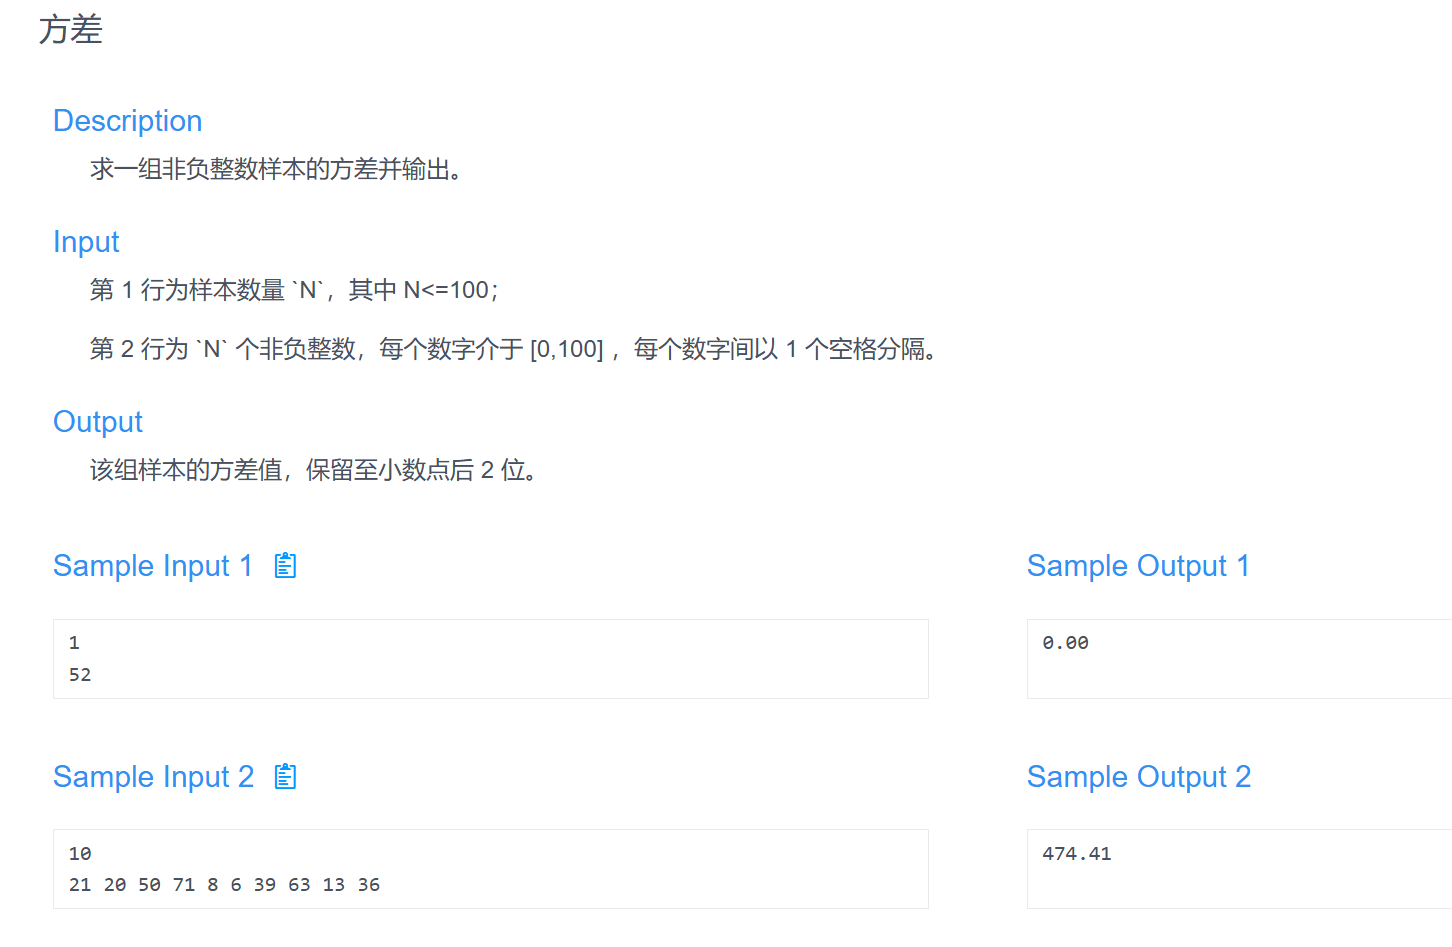 方差
Description
求一组非负整数样本的方差并输出。
Input
第 1 行为样本数量 `N`，其中 N<=100；
第 2 行为 `N` 个非负整数，每个数字介于 [0,100] ，每个数字间以 1 个空格分隔。
Output
该组样本的方差值，保留至小数点后 2 位。
Sample Input 1
1
52
Sample Output 1
0.00
Sample Input 2
10
21 20 50 71 8 6 39 63 13 36
Sample Output 2
474.41